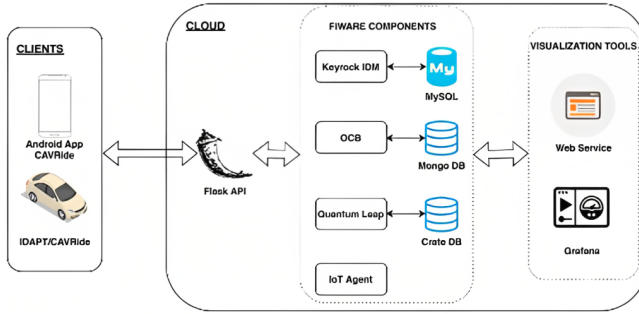 CLIENTS
Android App
CAVRide
IDAPT/CAVRide
CLOUD
Flask API
FIWARE COMPONENTS
Keyrock IDM
My
MySQL
OCB
Mongo DB
Quantum Leap
Crate DB
IoT Agent
VISUALIZATION TOOLS
Web Service
Grafana